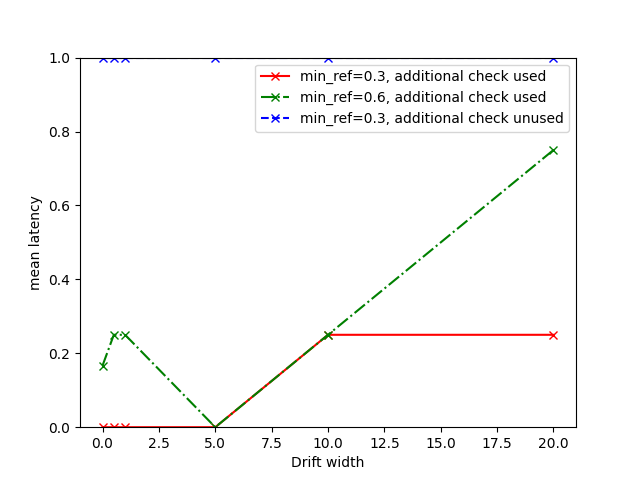 1.0
0.8
0.6
0.4
0.2
0.0
mean latency
min_ref=0.3, additional check used
min_ref=0.6, additional check used
min_ref=0.3, additional check unused
0.0 2.5 5.0 7.5 10.0 12.5 15.0 17.5 20.0
Drift width